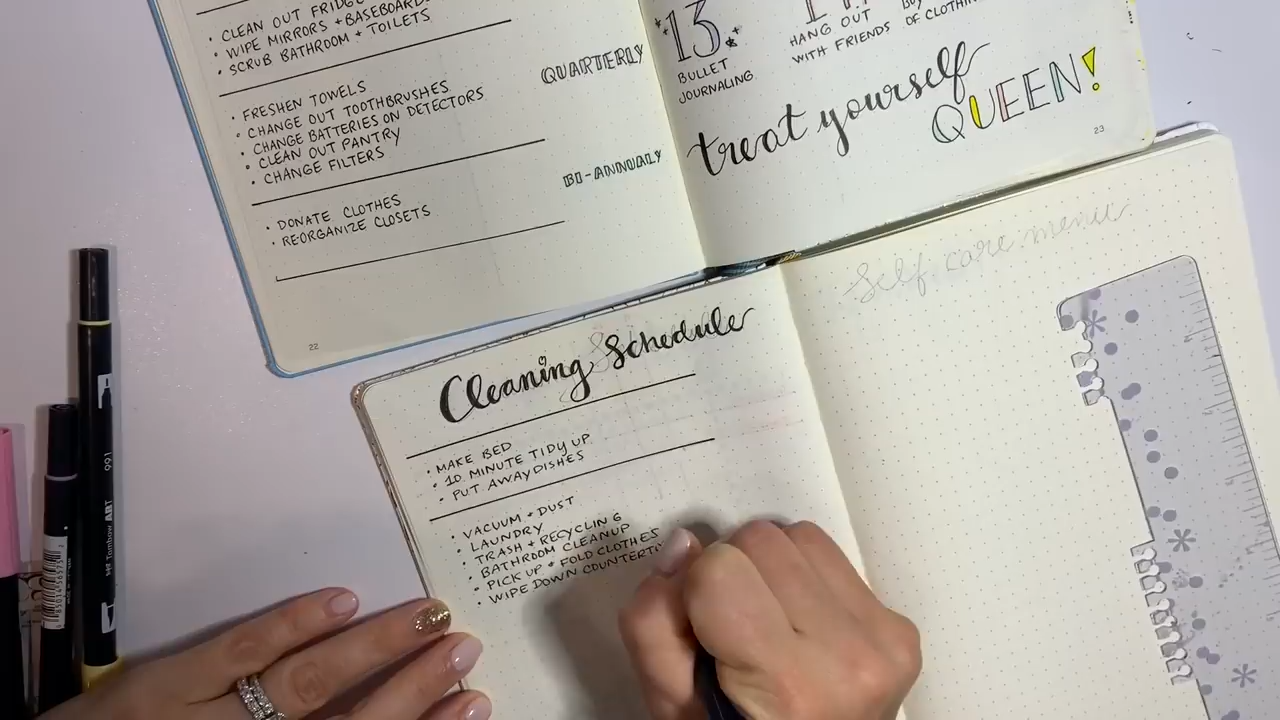 • CLEAN OUT FRIDGE
• WIPE MIRRORS + BASEBOARDS
• SCRUB BATHROOM + TOILETS
QUARTERLY
• FRESHEN TOWELS
• CHANGE OUT TOOTHBRUSHES
• CHANGE BATTERIES ON DETECTORS
• CLEAN OUT PANTRY
• CHANGE FILTERS
BI-ANNUALY
• DONATE CLOTHES
• REORGANIZE CLOSETS
22
13
BULLET
JOURNALING
HANG OUT
WITH FRIENDS
OF CLOTHING
treat yourself
QUEEN!
23
Cleaning Schedule
• MAKE BED
• 10 MINUTE TIDY UP
• PUT AWAY DISHES
• VACUUM + DUST
• LAUNDRY
• TRASH + RECYCLING
• BATHROOM CLEANUP
• PICK UP + FOLD CLOTHES
• WIPE DOWN COUNTERTO
Self care menu
991
Tombow ABT